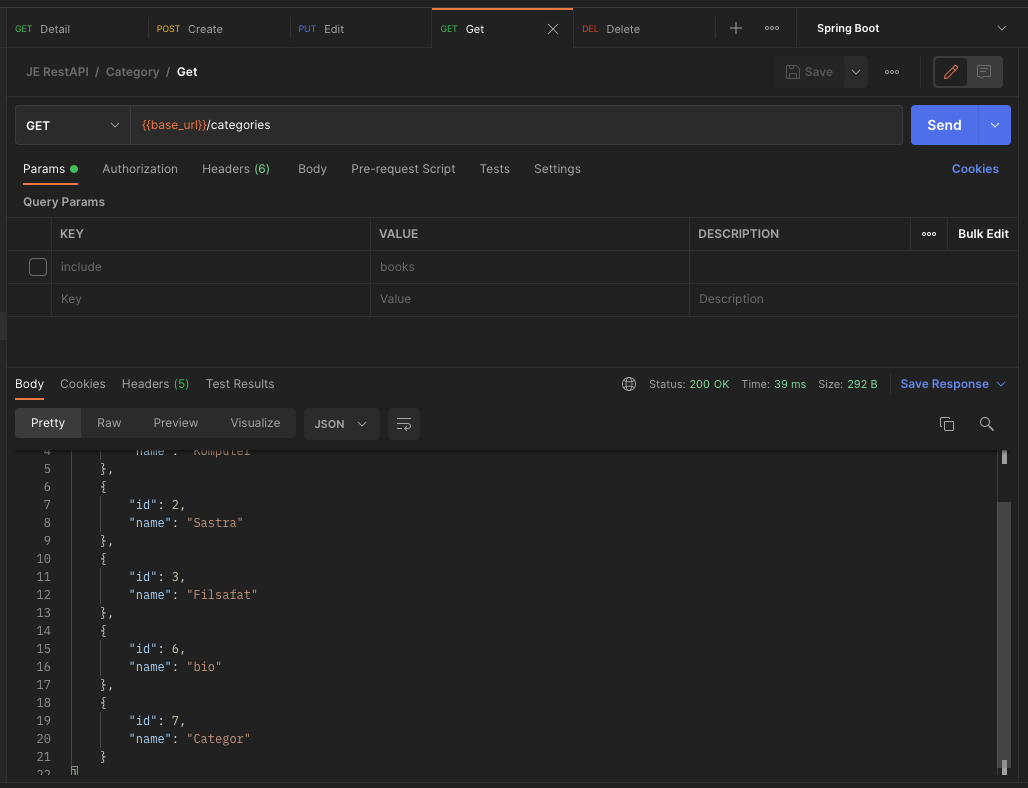 GET Detail POST Create PUT Edit GET Get DEL Delete Spring Boot
JE RestAPI / Category / Get Save
GET {{base_url}}/categories Send
Params Authorization Headers (6) Body Pre-request Script Tests Settings Cookies
Query Params
KEY VALUE DESCRIPTION Bulk Edit
include books
Key Value Description
Body Cookies Headers (5) Test Results Status: 200 OK Time: 39 ms Size: 292 B Save Response
Pretty Raw Preview Visualize JSON
4 "name": "Komputer"
5 },
6 {
7 "id": 2,
8 "name": "Sastra"
9 },
10 {
11 "id": 3,
12 "name": "Filsafat"
13 },
14 {
15 "id": 6,
16 "name": "bio"
17 },
18 {
19 "id": 7,
20 "name": "Categor"
21 }
22 ]